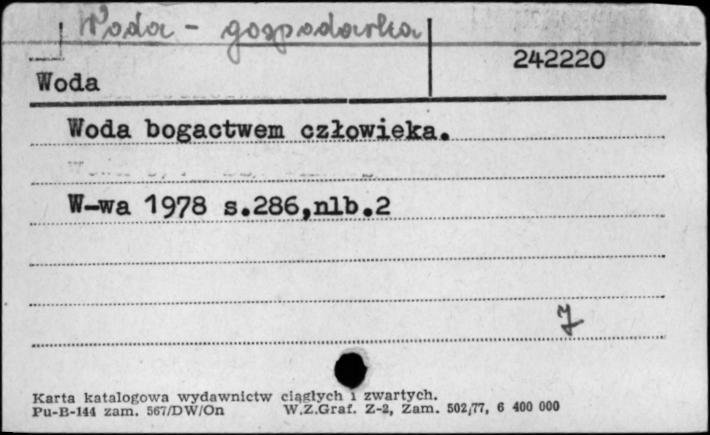 Woda - gospodarka
242220
Woda
Woda bogactwem człowieka.
W-wa 1978 s.286,nlb.2
Karta katalogowa wydawnictw ciągłych i zwartych.
Pu-B-144 zam. 567/DW/On W.Z.Graf. Z-2, Zam. 502/77, 6 400 000